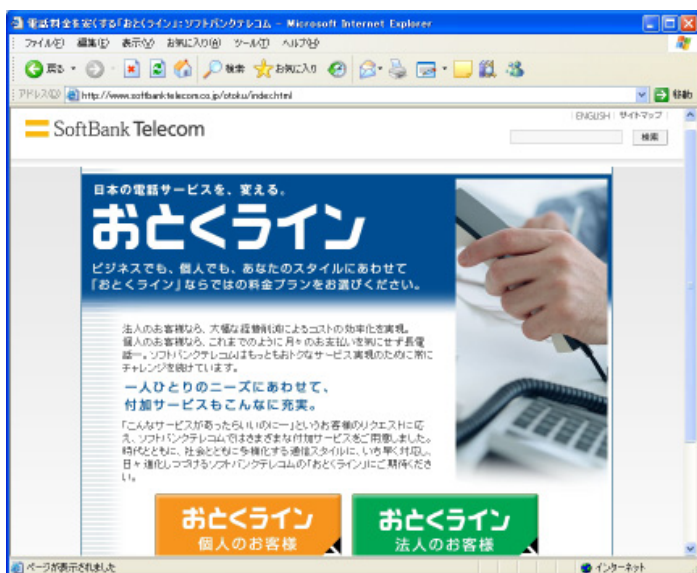 電話料金を安くする「おとくライン」:ソフトバンクテレコム - Microsoft Internet Explorer
ファイル(F) 編集(E) 表示(V) お気に入り(A) ツール(T) ヘルプ(H)
戻る 検索 お気に入り
アドレス(D) http://www.softbanktelecom.co.jp/otoku/index.html 移動
ENGLISH サイトマップ
SoftBank Telecom
検索
日本の電話サービスを、変える。
おとくライン
ビジネスでも、個人でも、あなたのスタイルにあわせて
「おとくライン」ならではの料金プランをお選びください。
法人のお客様なら、大幅な経費削減によるコストの効率化を実現。
個人のお客様なら、これまでのように月々のお支払いを気にせず長電
話…。ソフトバンクテレコムはもっともおトクなサービス実現のために常に
チャレンジを続けています。
一人ひとりのニーズにあわせて、
付加サービスもこんなに充実。
「こんなサービスがあったらいいのに…」というお客様のリクエストに応
え、ソフトバンクテレコムではさまざまな付加サービスをご用意しました。
時代とともに、社会とともに多様化する通信スタイルに、いち早く対応し、
日々進化しつづけるソフトバンクテレコムの「おとくライン」にご期待くださ
い。
おとくライン おとくライン
個人のお客様 法人のお客様
ページが表示されました インターネット